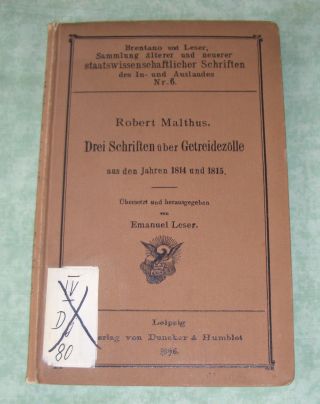 Brentano und Leser,
Sammlung älterer und neuerer
staatswissenschaftlicher Schriften
des In- und Auslandes
Nr. 6.
Robert Malthus.
Drei Schriften über Getreidezölle
aus den Jahren 1814 und 1815.
Übersetzt und herausgegeben
von
Emanuel Leser.
IV
D
80
Leipzig
Verlag von Duncker & Humblot
1896.